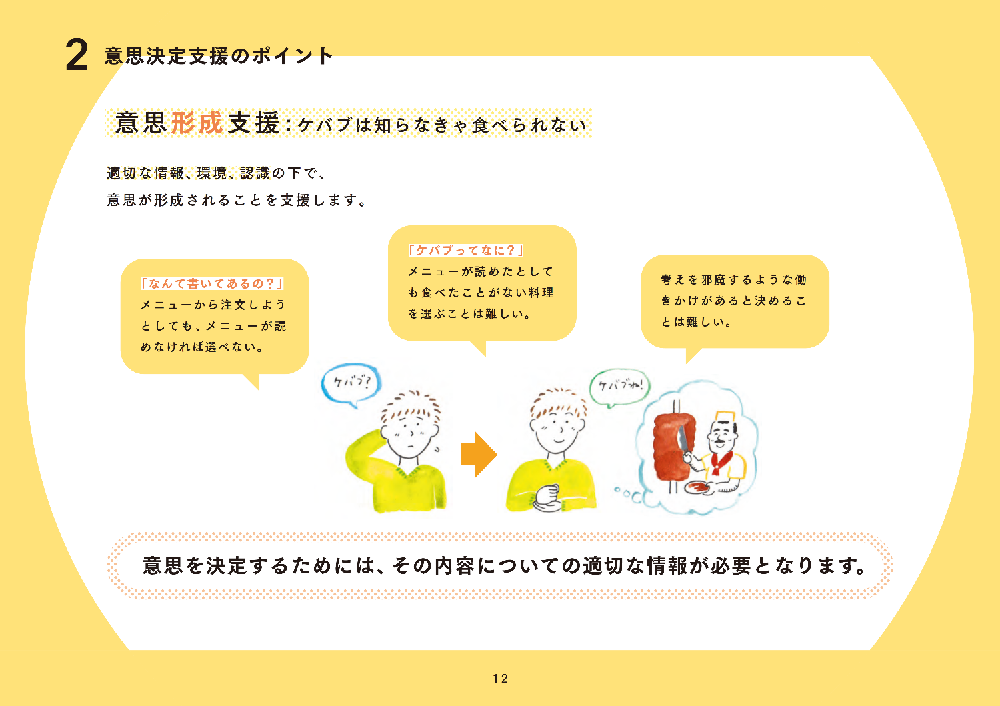 2 意思決定支援のポイント
意思形成支援：ケバブは知らなきゃ食べられない
適切な情報、環境、認識の下で、
意思が形成されることを支援します。
「なんて書いてあるの？」
メニューから注文しよう
としても、メニューが読
めなければ選べない。
「ケバブってなに？」
メニューが読めたとして
も食べたことがない料理
を選ぶことは難しい。
考えを邪魔するような働
きかけがあると決めるこ
とは難しい。
ケバブ?
ケバブね!
意思を決定するためには、その内容についての適切な情報が必要となります。
12